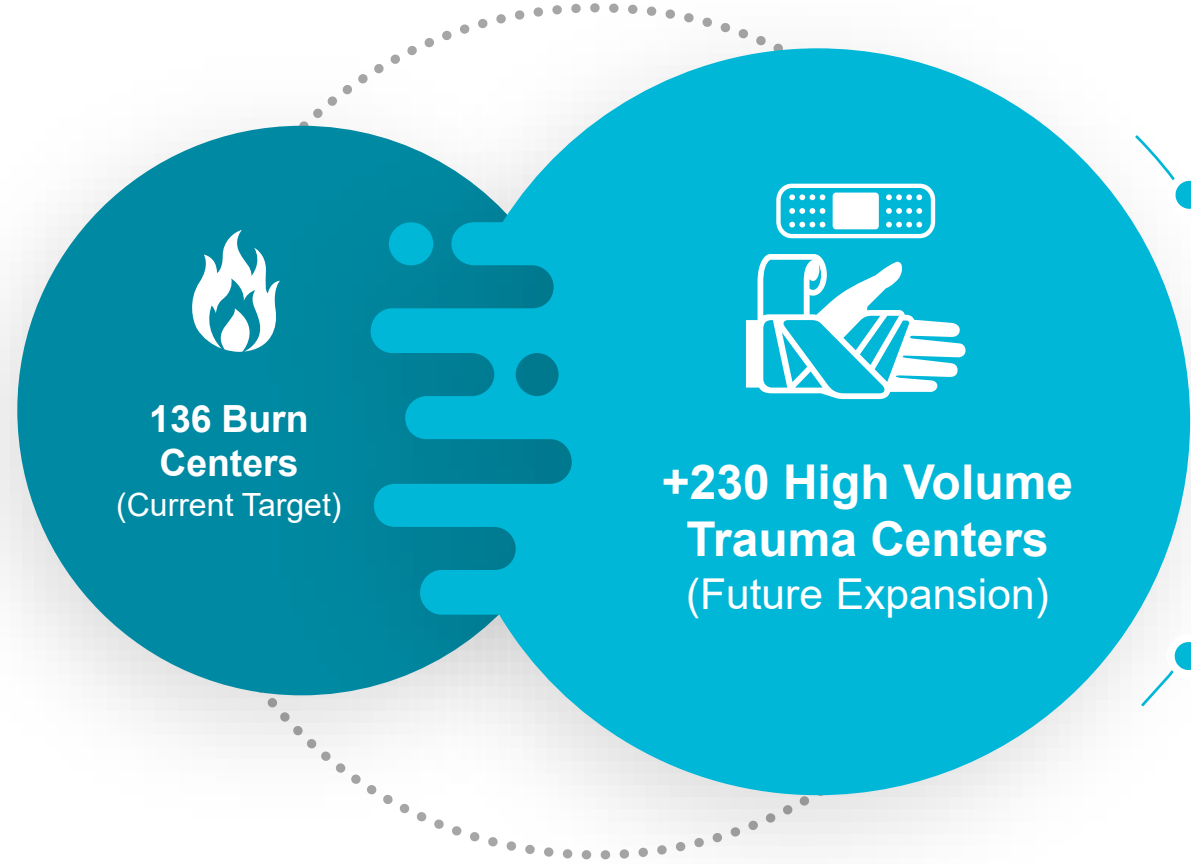 136 Burn
Centers
(Current Target)
+230 High Volume
Trauma Centers
(Future Expansion)